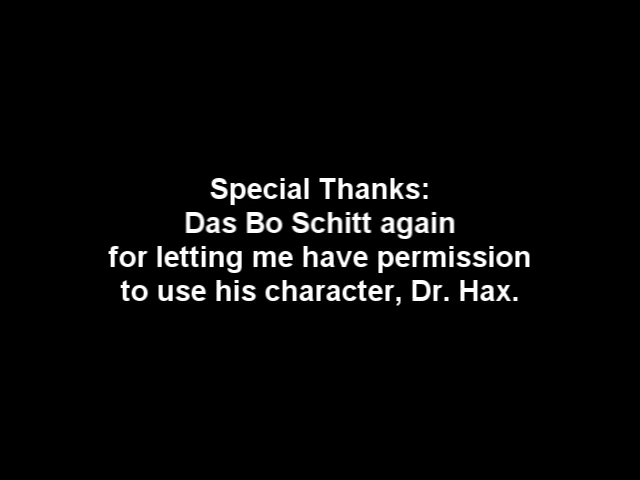 Special Thanks:
Das Bo Schitt again
for letting me have permission
to use his character, Dr. Hax.